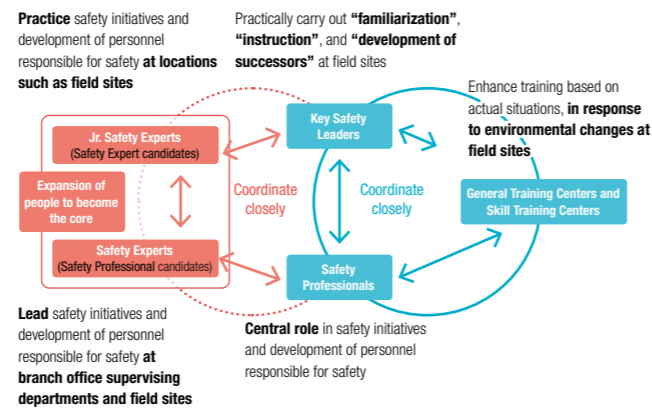 Practice safety initiatives and
development of personnel
responsible for safety at locations
such as field sites
Practically carry out “familiarization”,
“instruction”, and “development of
successors” at field sites
Enhance training based on
actual situations, in response
to environmental changes at
field sites
Jr. Safety Experts
(Safety Expert candidates)
Key Safety
Leaders
Expansion of
people to become
the core
Coordinate
closely
Coordinate
closely
General Training Centers and
Skill Training Centers
Safety Experts
(Safety Professional candidates)
Safety
Professionals
Lead safety initiatives and
development of personnel
responsible for safety at
branch office supervising
departments and field sites
Central role in safety initiatives
and development of personnel
responsible for safety